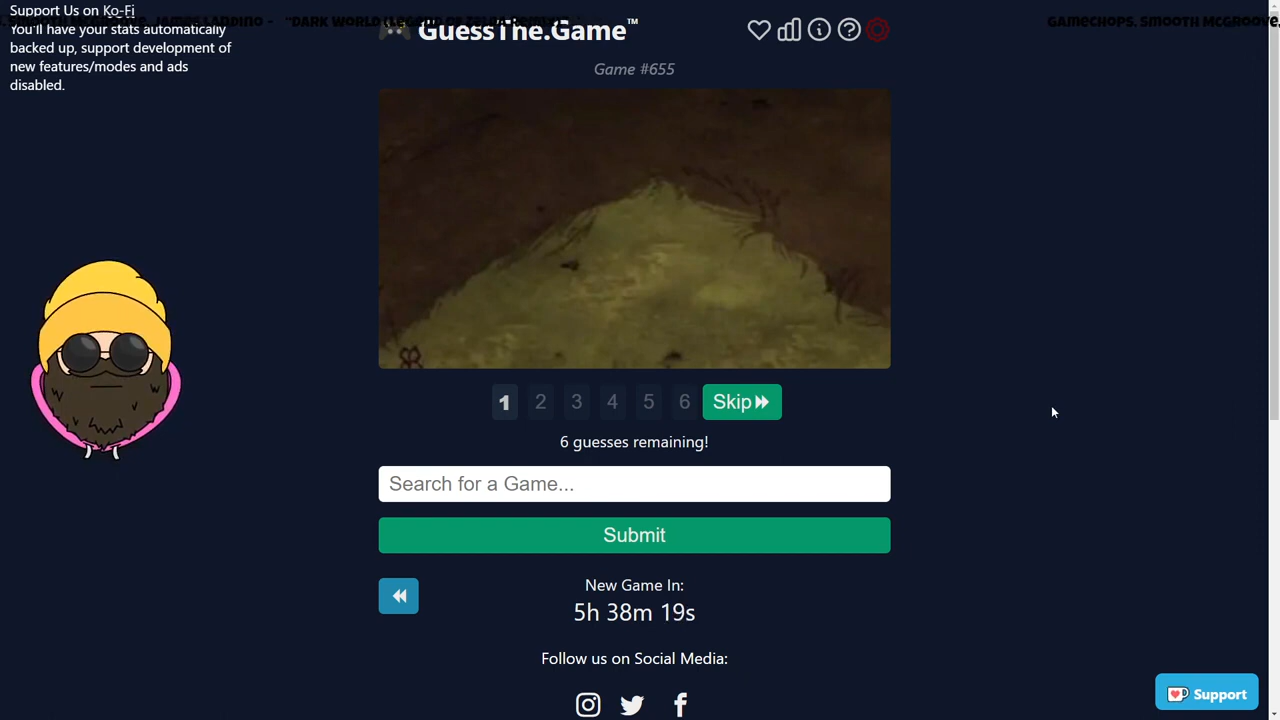 Support Us on Ko-Fi
You'll have your stats automatically
backed up, support development of
new features/modes and ads
disabled.
GuessThe.Game™
Game #655
1 2 3 4 5 6 Skip
6 guesses remaining!
Search for a Game...
Submit
New Game In:
5h 38m 19s
Follow us on Social Media:
Support